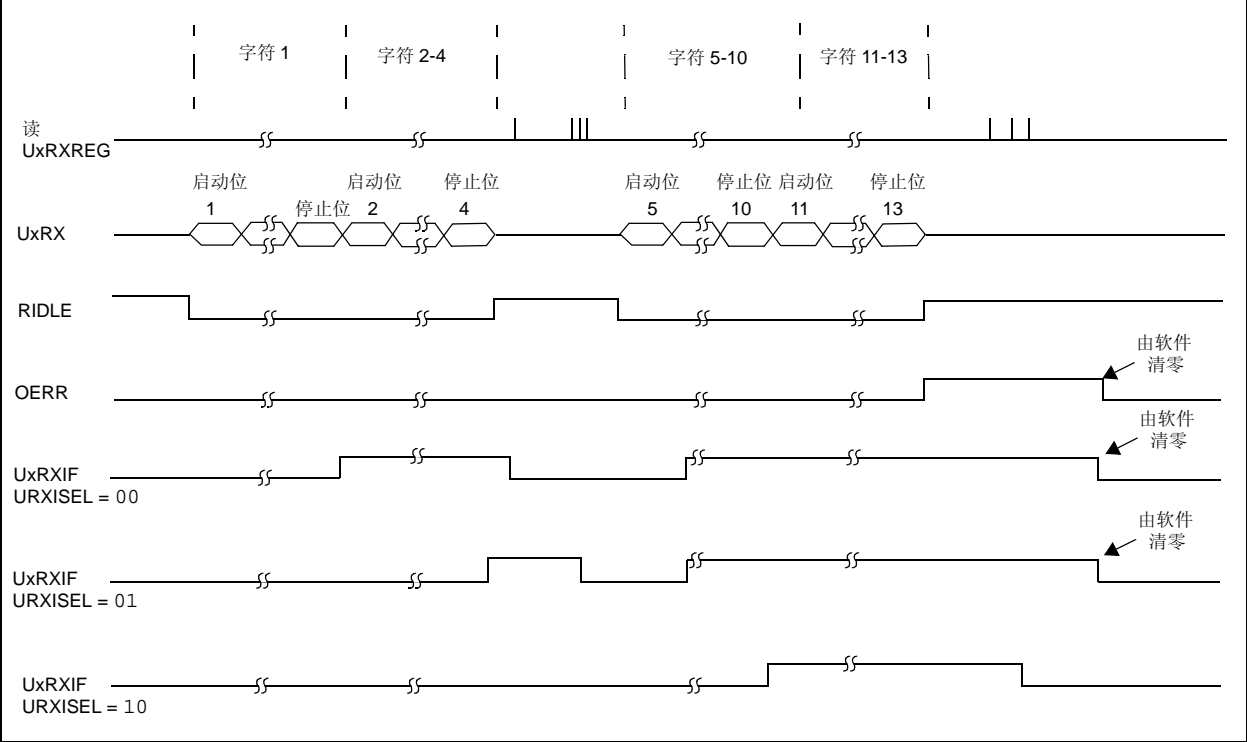 字符 1
字符 2-4
字符 5-10
字符 11-13
读
UxRXREG
启动位
停止位
启动位
停止位
启动位
停止位
启动位
停止位
1
2
4
5
10
11
13
UxRX
RIDLE
OERR
由软件
清零
UxRXIF
URXISEL = 00
由软件
清零
UxRXIF
URXISEL = 01
由软件
清零
UxRXIF
URXISEL = 10